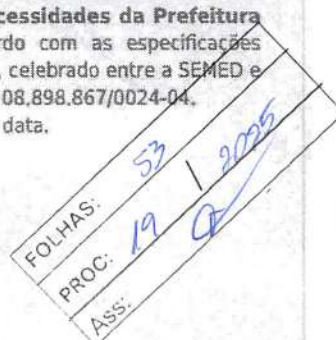 cessidades da Prefeitura
rdo com as especificações
, celebrado entre a SEMED e
08.898.867/0024-04.
data.
FOLHAS: 53
PROC: 19 / 2025
ASS: